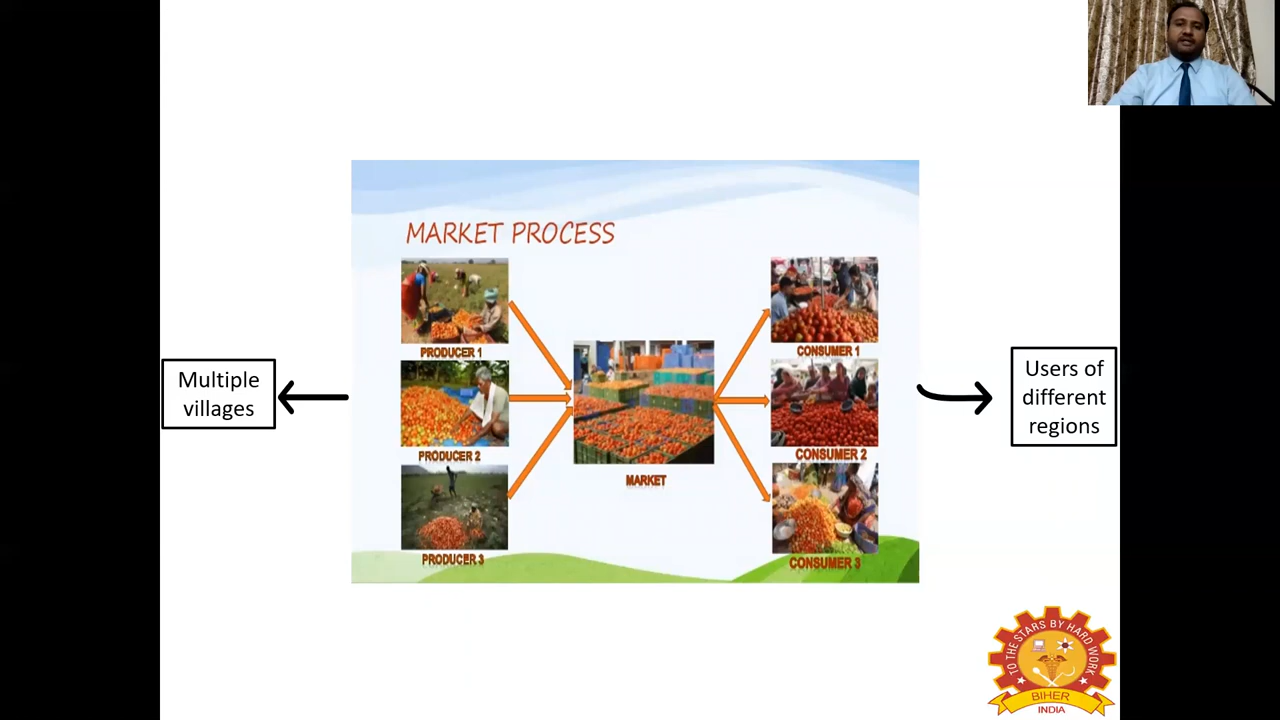 MARKET PROCESS
PRODUCER 1
PRODUCER 2
PRODUCER 3
MARKET
CONSUMER 1
CONSUMER 2
CONSUMER 3
Multiple
villages
Users of
different
regions
TO THE STARS BY HARD WORK
BIHER
INDIA